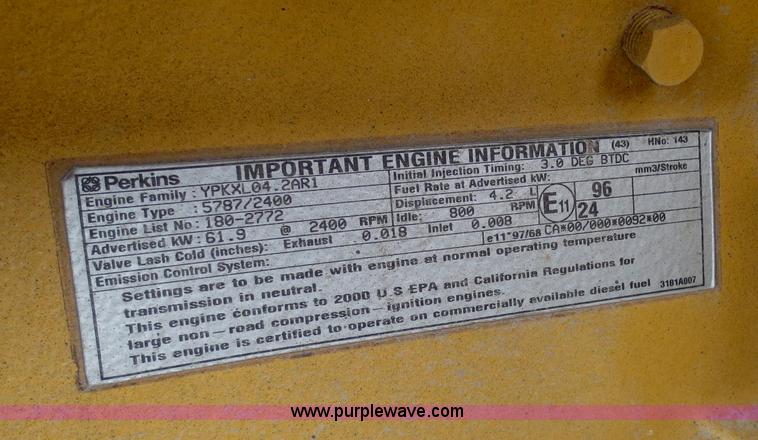 Perkins IMPORTANT ENGINE INFORMATION (43) HNo: 143
Engine Family : YPKXL04.2AR1 Initial Injection Timing: 3.0 DEG BTDC
Engine Type : 5787/2400 Fuel Rate at Advertised kW: 96 mm3/Stroke
Engine List No : 180-2772 Displacement: 4.2 L E11 24
Advertised kW : 61.9 @ 2400 RPM Idle: 800 RPM
Valve Lash Cold (inches): Exhaust 0.018 Inlet 0.008
Emission Control System: e11*97/68 CA*00/000*0092*00
Settings are to be made with engine at normal operating temperature
transmission in neutral.
This engine conforms to 2000 U S EPA and California Regulations for
large non - road compression - ignition engines.
This engine is certified to operate on commercially available diesel fuel 3181A007
www.purplewave.com